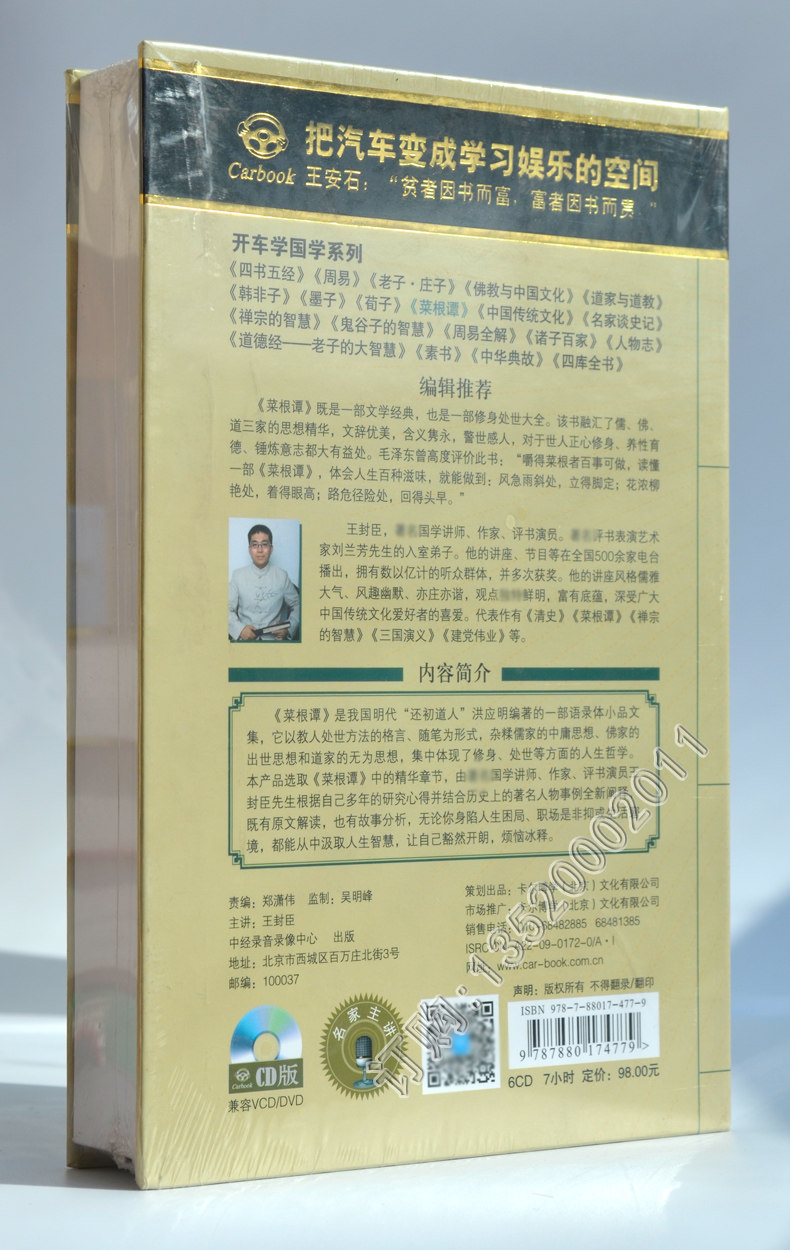 把汽车变成学习娱乐的空间
Carbook 王安石：“贫者因书而富，富者因书而贵。”
开车学国学系列
《四书五经》《周易》《老子·庄子》《佛教与中国文化》《道家与道教》
《韩非子》《墨子》《荀子》《菜根谭》《中国传统文化》《名家谈史记》
《禅宗的智慧》《鬼谷子的智慧》《周易全解》《诸子百家》《人物志》
《道德经——老子的大智慧》《素书》《中华典故》《四库全书》
编辑推荐
《菜根谭》既是一部文学经典，也是一部修身处世大全。该书融汇了儒、佛、
道三家的思想精华，文辞优美，含义隽永，警世感人，对于世人正心修身、养性育
德、锤炼意志都大有益处。毛泽东曾高度评价此书：“嚼得菜根者百事可做，读懂
一部《菜根谭》，体会人生百种滋味，就能做到：风急雨斜处，立得脚定；花浓柳
艳处，着得眼高；路危径险处，回得头早。”
王封臣，国学讲师、作家、评书演员。评书表演艺术
家刘兰芳先生的入室弟子。他的讲座、节目等在全国500余家电台
播出，拥有数以亿计的听众群体，并多次获奖。他的讲座风格儒雅
大气、风趣幽默、亦庄亦谐，观点鲜明，富有底蕴，深受广大
中国传统文化爱好者的喜爱。代表作有《清史》《菜根谭》《禅宗
的智慧》《三国演义》《建党伟业》等。
内容简介
《菜根谭》是我国明代“还初道人”洪应明编著的一部语录体小品文
集，它以教人处世方法的格言、随笔为形式，杂糅儒家的中庸思想、佛家的
出世思想和道家的无为思想，集中体现了修身、处世等方面的人生哲学。
本产品选取《菜根谭》中的精华章节，由国学讲师、作家、评书演员王
封臣先生根据自己多年的研究心得并结合历史上的著名人物事例全新阐释，
既有原文解读，也有故事分析，无论你身陷人生困局、职场是非抑或生活窘
境，都能从中汲取人生智慧，让自己豁然开朗，烦恼冰释。
责编：郑潇伟 监制：吴明峰
主讲：王封臣
中经录音录像中心 出版
地址：北京市西城区百万庄北街3号
邮编：100037
策划出品：卡尔（北京）文化有限公司
市场推广：卡尔博（北京）文化有限公司
销售电话：68482885 68481385
ISRC 22-09-0172-0/A·I
网址：www.car-book.com.cn
声明：版权所有 不得翻录/翻印
ISBN 978-7-88017-477-9
9 787880 174779 >
Carbook CD版
兼容VCD/DVD
名家主讲
6CD 7小时 定价：98.00元
订购：13520002011